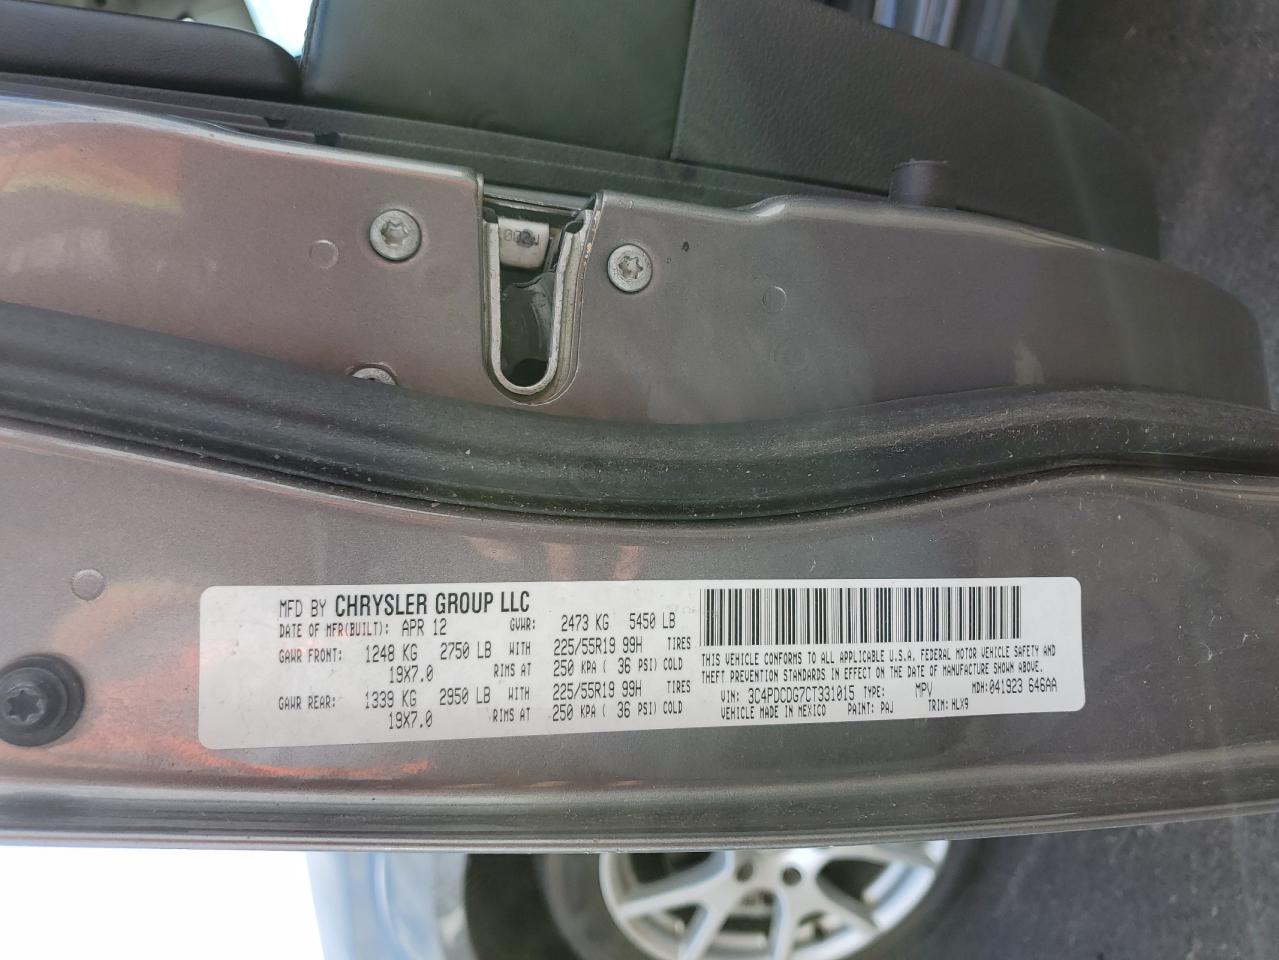 MFD BY CHRYSLER GROUP LLC
DATE OF MFR(BUILT): APR 12 GVWR: 2473 KG 5450 LB
GAWR FRONT: 1248 KG 2750 LB WITH 225/55R19 99H TIRES
19X7.0 RIMS AT 250 KPA ( 36 PSI) COLD
GAWR REAR: 1339 KG 2950 LB WITH 225/55R19 99H TIRES
19X7.0 RIMS AT 250 KPA ( 36 PSI) COLD
THIS VEHICLE CONFORMS TO ALL APPLICABLE U.S.A. FEDERAL MOTOR VEHICLE SAFETY AND
THEFT PREVENTION STANDARDS IN EFFECT ON THE DATE OF MANUFACTURE SHOWN ABOVE.
VIN: 3C4PDCDG7CT331015 TYPE: MPV MDH:041923 646AA
VEHICLE MADE IN MEXICO PAINT: PAJ TRIM: HLX9